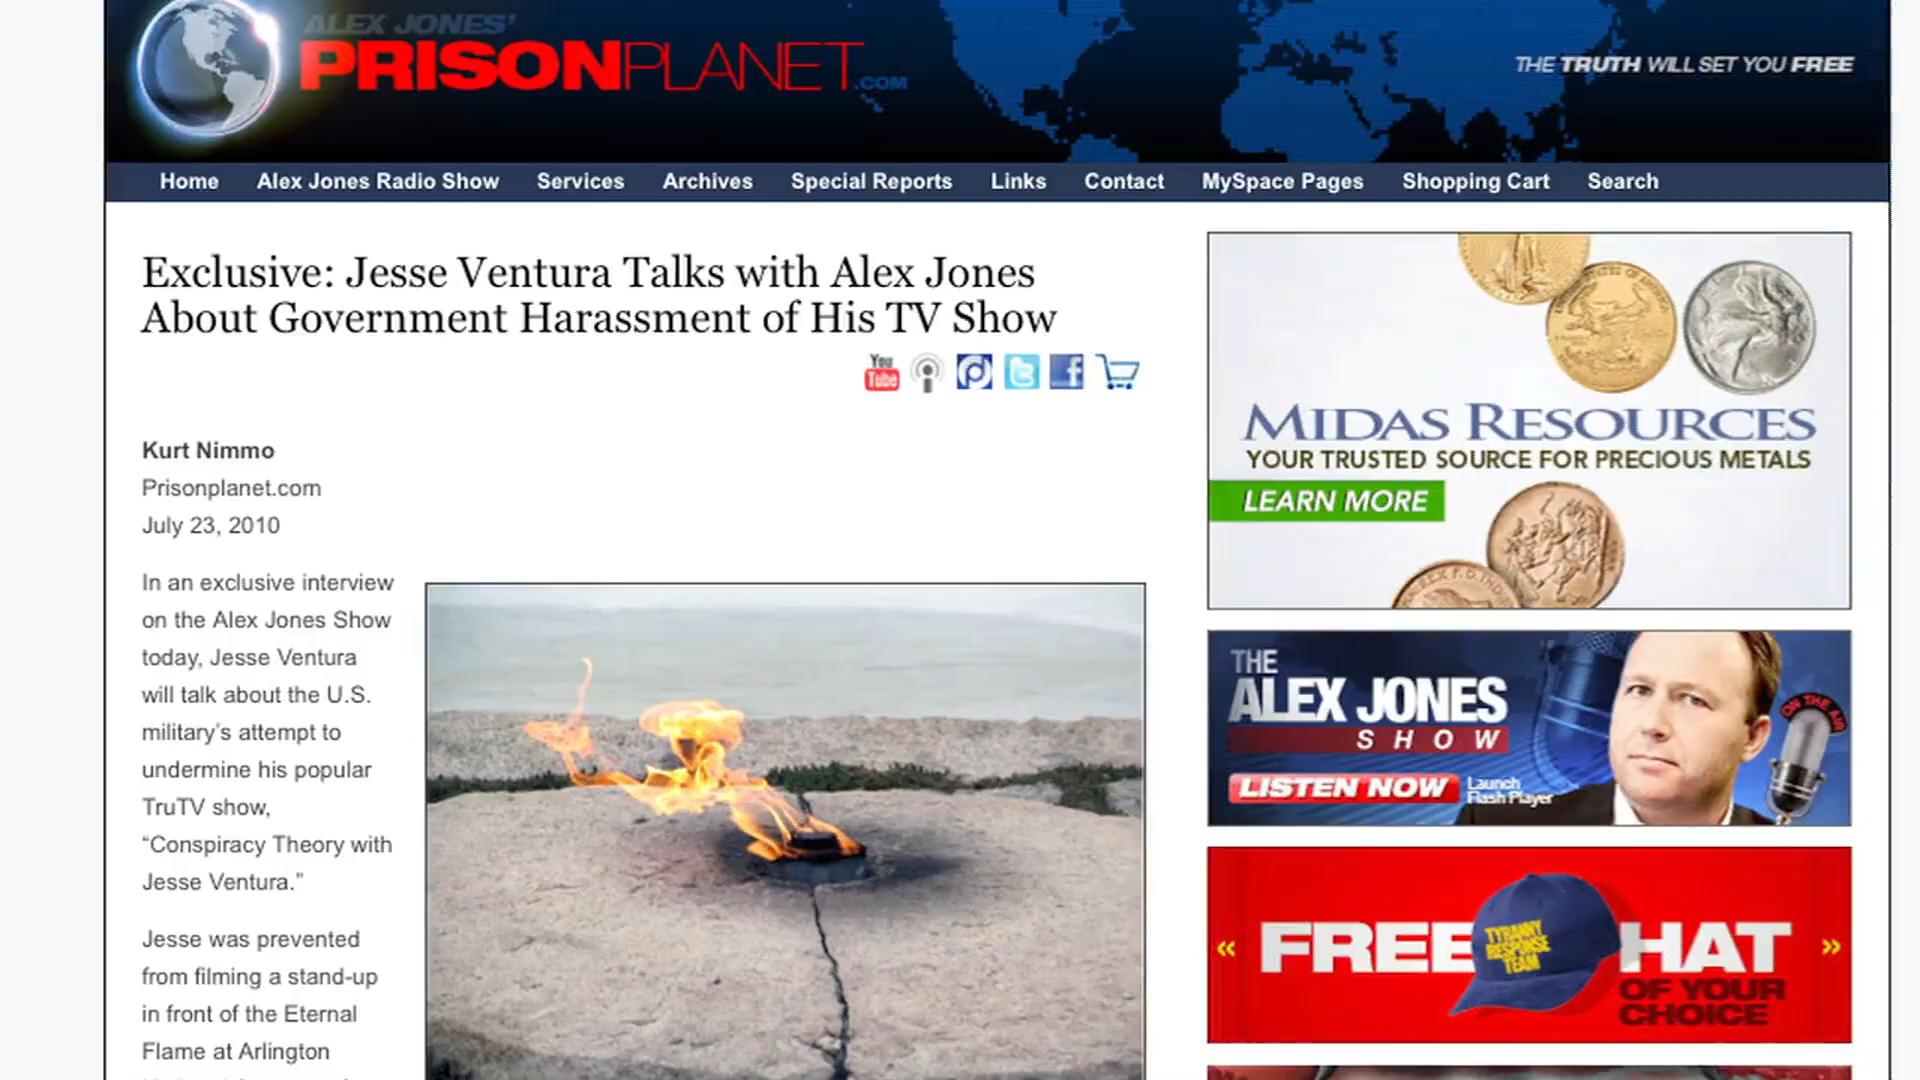 ALEX JONES'
PRISONPLANET.COM
THE TRUTH WILL SET YOU FREE
Home Alex Jones Radio Show Services Archives Special Reports Links Contact MySpace Pages Shopping Cart Search
Exclusive: Jesse Ventura Talks with Alex Jones
About Government Harassment of His TV Show
You
Tube
Kurt Nimmo
Prisonplanet.com
July 23, 2010
In an exclusive interview
on the Alex Jones Show
today, Jesse Ventura
will talk about the U.S.
military's attempt to
undermine his popular
TruTV show,
“Conspiracy Theory with
Jesse Ventura.”
Jesse was prevented
from filming a stand-up
in front of the Eternal
Flame at Arlington
MIDAS RESOURCES
YOUR TRUSTED SOURCE FOR PRECIOUS METALS
LEARN MORE
THE
ALEX JONES
SHOW
ON THE AIR
LISTEN NOW
Launch
Flash Player
« FREE HAT »
TYRANNY
RESPONSE
TEAM
OF YOUR
CHOICE